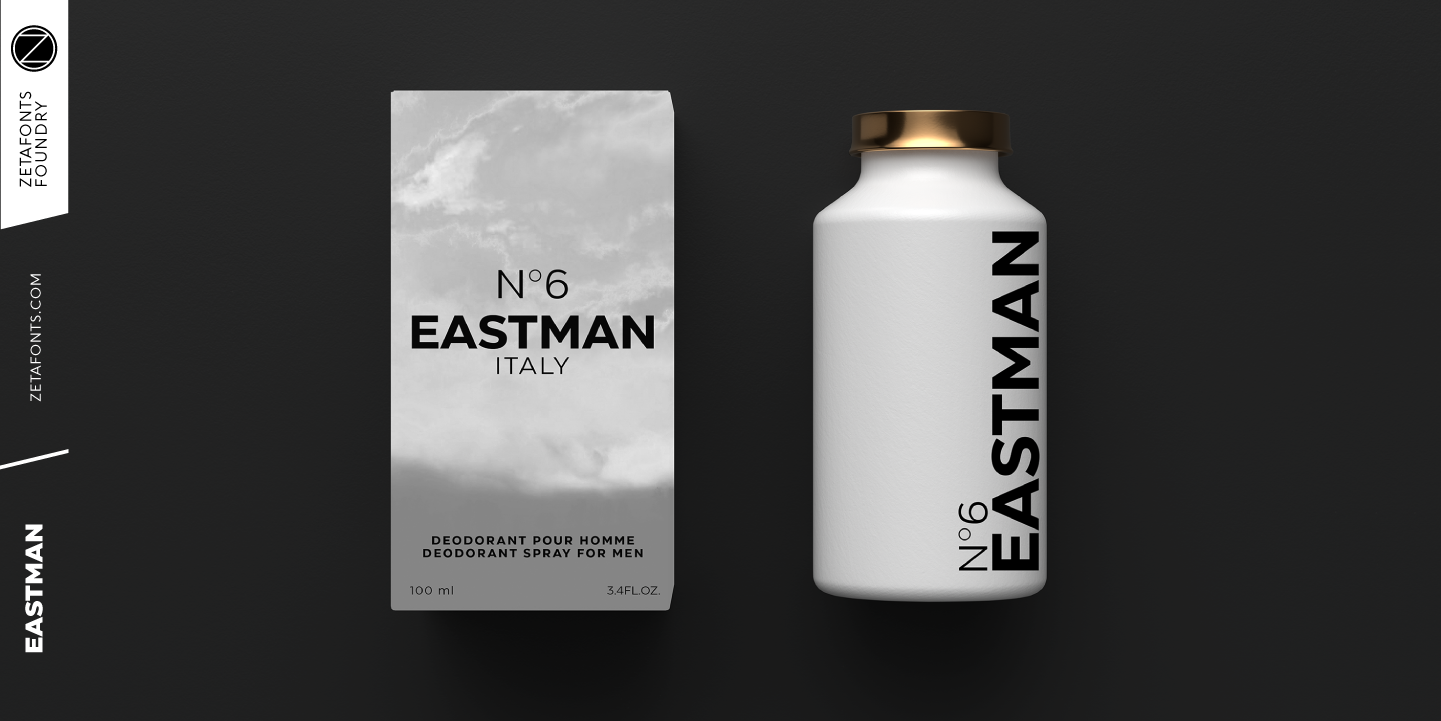 ZETAFONTS
FOUNDRY
ZETAFONTS.COM
EASTMAN
N°6
EASTMAN
ITALY
DEODORANT POUR HOMME
DEODORANT SPRAY FOR MEN
100 ml
3.4FL.OZ.
N°6
EASTMAN